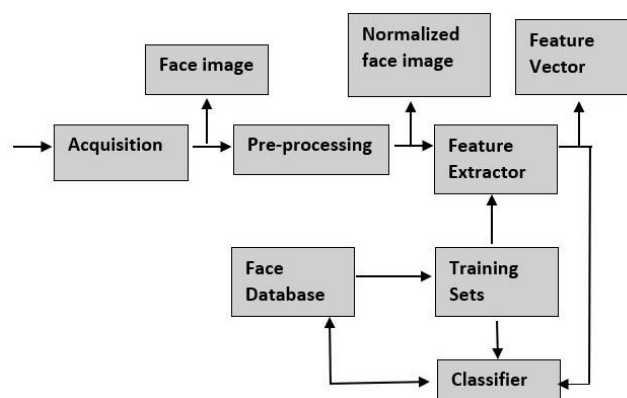 Face image
Normalized
face image
Feature
Vector
Acquisition
Pre-processing
Feature
Extractor
Face
Database
Training
Sets
Classifier